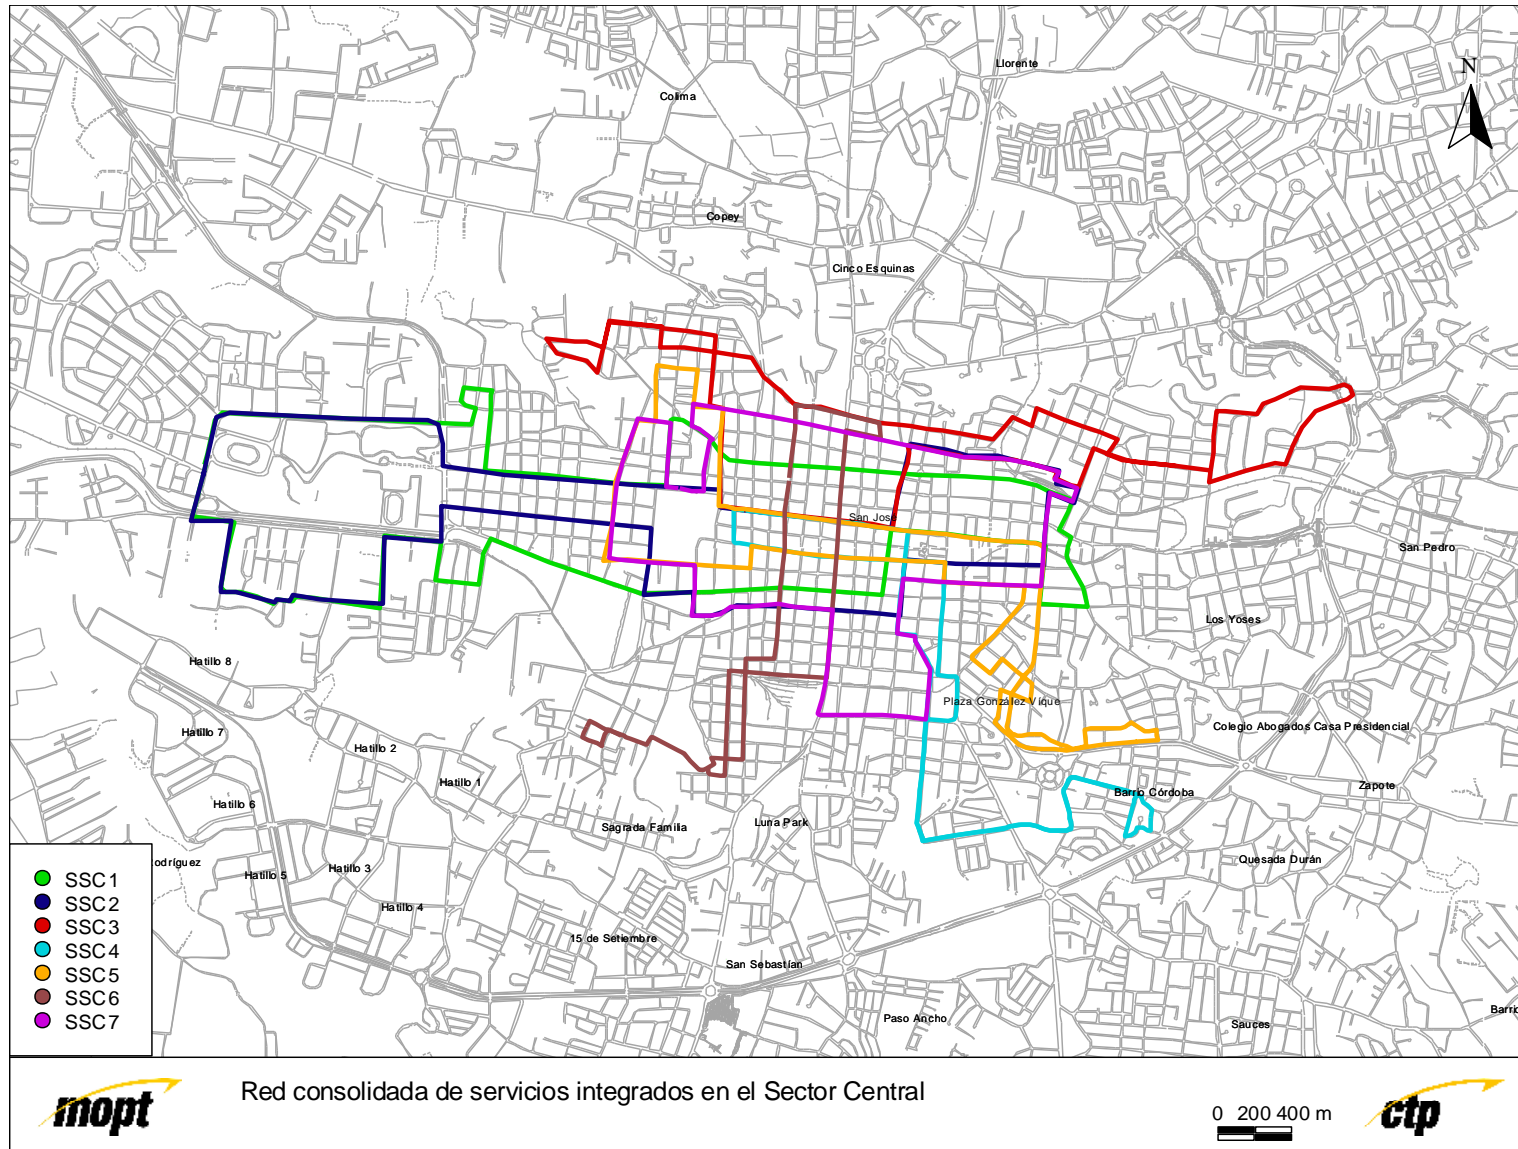 Llorente
N
Colima
Copey
Cinco Esquinas
San José
San Pedro
Los Yoses
Hatillo 8
Plaza González Víque
Colegio Abogados Casa Presidencial
Hatillo 7
Hatillo 2
Hatillo 1
Zapote
Barrio Córdoba
Hatillo 6
Sagrada Familia
Luna Park
Quesada Durán
odríguez
Hatillo 3
Hatillo 5
Hatillo 4
15 de Setiembre
San Sebastían
Paso Ancho
Sauces
Barrio
SSC1
SSC2
SSC3
SSC4
SSC5
SSC6
SSC7
mopt
Red consolidada de servicios integrados en el Sector Central
0 200 400 m
ctp